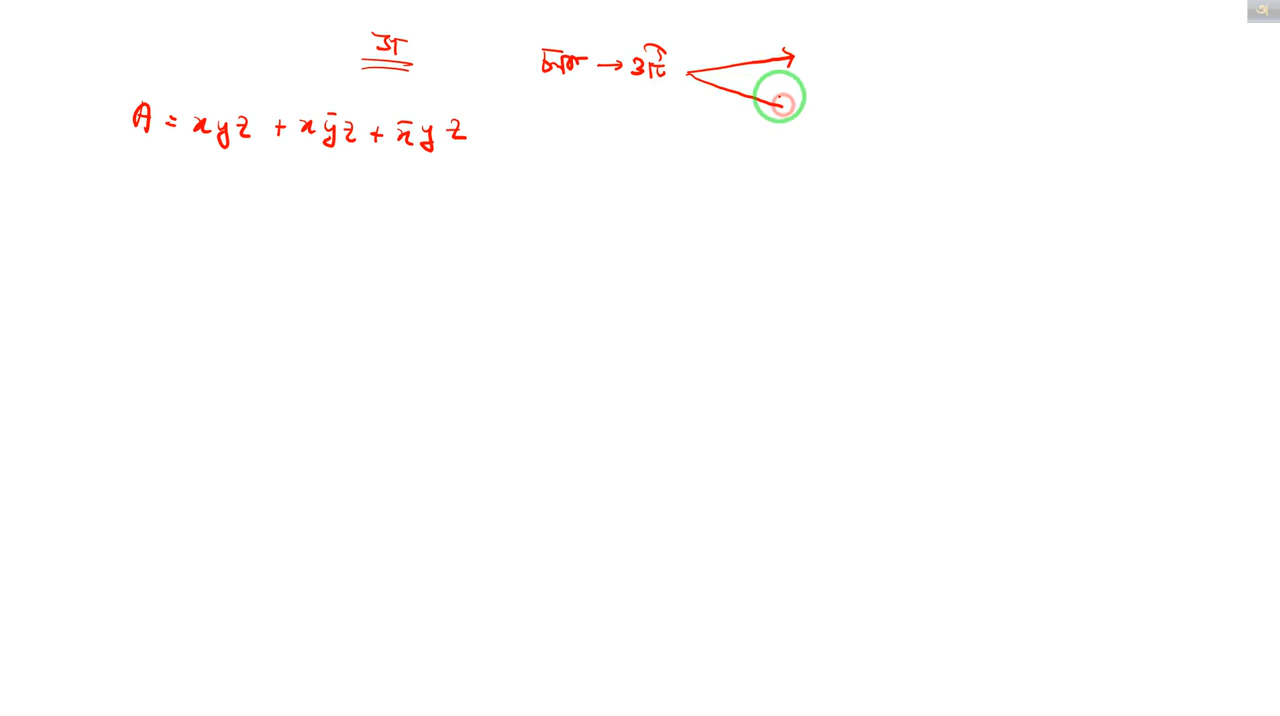 চলক → 3টি
A = xyz + xȳz + x̄yz
অ